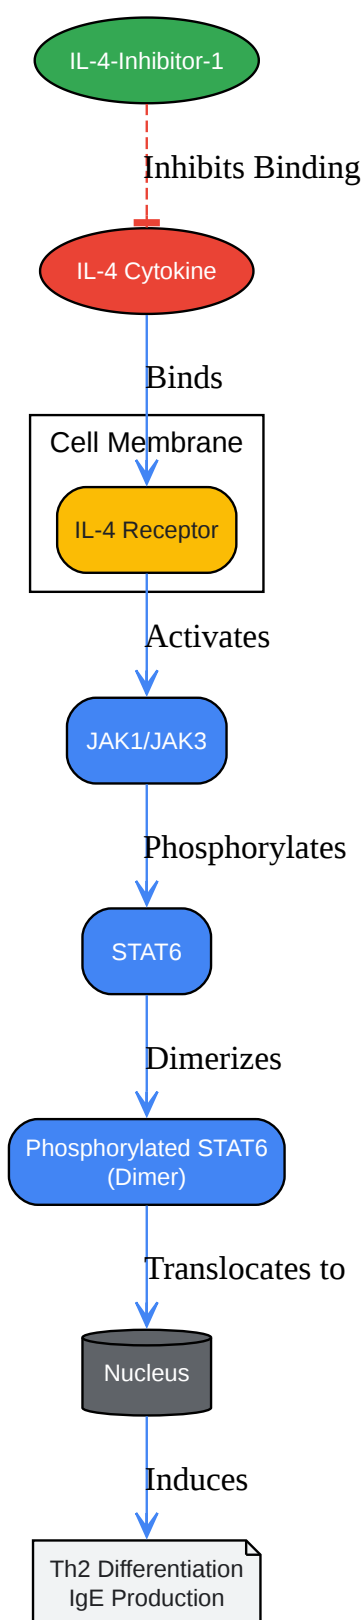 IL-4-Inhibitor-1
Inhibits Binding
IL-4 Cytokine
Binds
Cell Membrane
IL-4 Receptor
Activates
JAK1/JAK3
Phosphorylates
STAT6
Dimerizes
Phosphorylated STAT6
(Dimer)
Translocates to
Nucleus
Induces
Th2 Differentiation
IgE Production